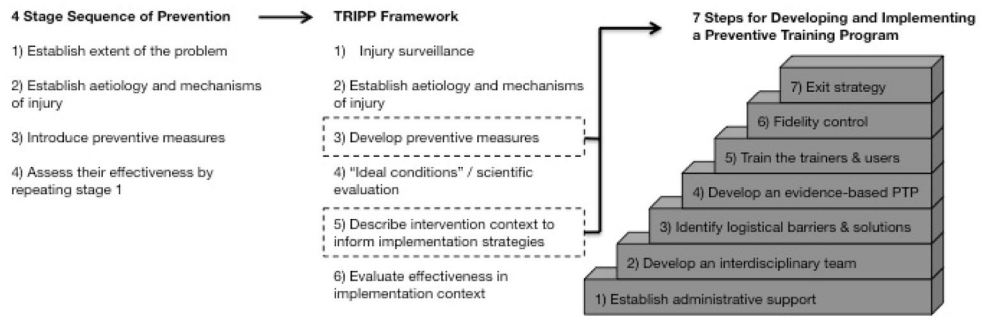 4 Stage Sequence of Prevention
1) Establish extent of the problem
2) Establish aetiology and mechanisms
of injury
3) Introduce preventive measures
4) Assess their effectiveness by
repeating stage 1
TRIPP Framework
1) Injury surveillance
2) Establish aetiology and mechanisms
of injury
3) Develop preventive measures
4) “Ideal conditions” / scientific
evaluation
5) Describe intervention context to
inform implementation strategies
6) Evaluate effectiveness in
implementation context
7 Steps for Developing and Implementing
a Preventive Training Program
7) Exit strategy
6) Fidelity control
5) Train the trainers & users
4) Develop an evidence-based PTP
3) Identify logistical barriers & solutions
2) Develop an interdisciplinary team
1) Establish administrative support